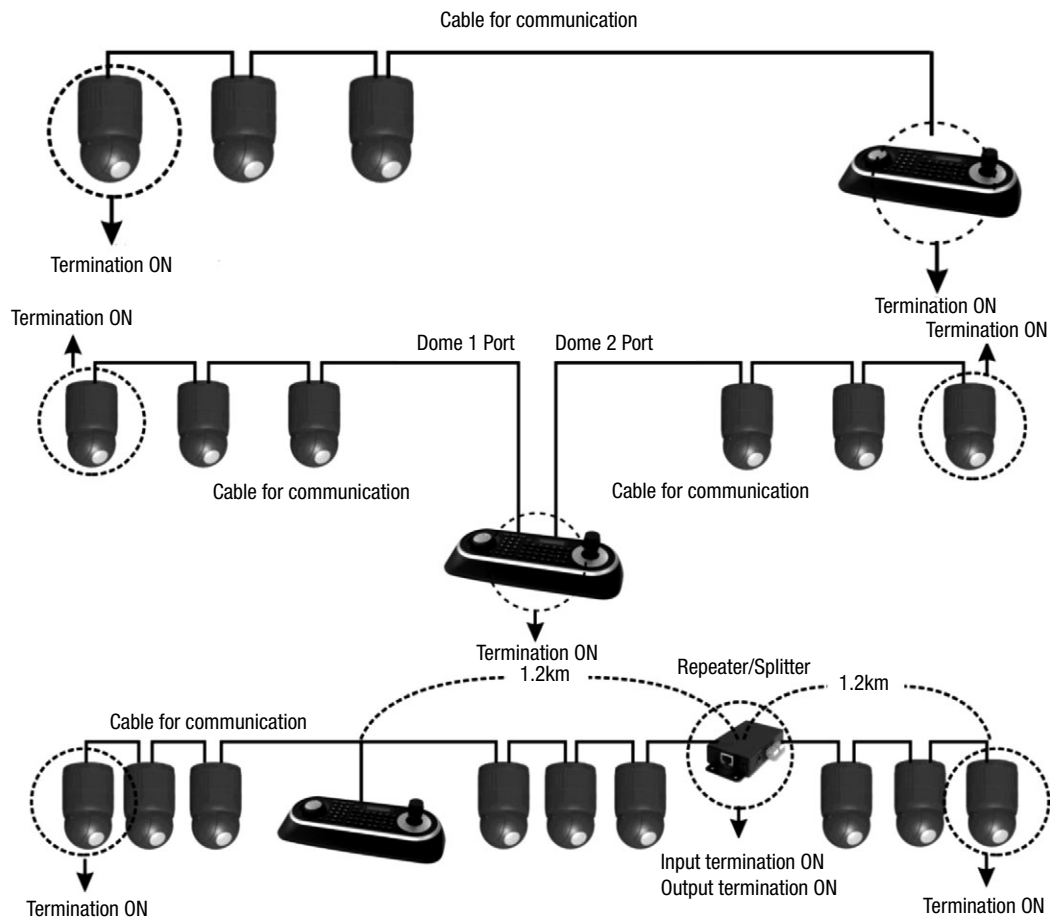 Cable for communication
Termination ON
Termination ON
Termination ON
Termination ON
Dome 1 Port
Dome 2 Port
Cable for communication
Cable for communication
Termination ON
1.2km
Repeater/Splitter
1.2km
Cable for communication
Input termination ON
Output termination ON
Termination ON
Termination ON